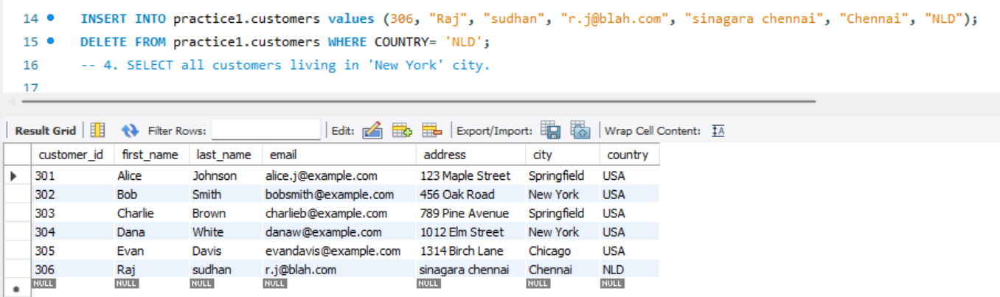 14 INSERT INTO practice1.customers values (306, "Raj", "sudhan", "r.j@blah.com", "sinagara chennai", "Chennai", "NLD");
15 DELETE FROM practice1.customers WHERE COUNTRY= 'NLD';
16 -- 4. SELECT all customers living in 'New York' city.
17
Result Grid Filter Rows: Edit: Export/Import: Wrap Cell Content: IA
customer_id first_name last_name email address city country
301 Alice Johnson alice.j@example.com 123 Maple Street Springfield USA
302 Bob Smith bobsmith@example.com 456 Oak Road New York USA
303 Charlie Brown charlieb@example.com 789 Pine Avenue Springfield USA
304 Dana White danaw@example.com 1012 Elm Street New York USA
305 Evan Davis evandavis@example.com 1314 Birch Lane Chicago USA
306 Raj sudhan r.j@blah.com sinagara chennai Chennai NLD
NULL NULL NULL NULL NULL NULL NULL